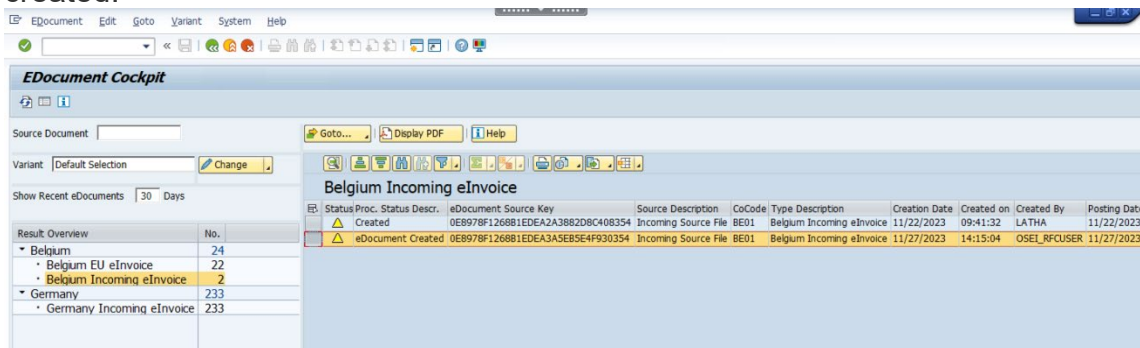 created.
EDocument Edit Goto Variant System Help
EDocument Cockpit
Source Document
Goto... Display PDF Help
Variant Default Selection Change
Show Recent eDocuments 30 Days
Belgium Incoming eInvoice
Status Proc. Status Descr. eDocument Source Key Source Description CoCode Type Description Creation Date Created on Created By Posting Date
Created 0E8978F1268B1EDEA2A3882D8C408354 Incoming Source File BE01 Belgium Incoming eInvoice 11/22/2023 09:41:32 LATHA 11/22/2023
eDocument Created 0E8978F1268B1EDEA3A5EB5E4F930354 Incoming Source File BE01 Belgium Incoming eInvoice 11/27/2023 14:15:04 OSEI_RFCUSER 11/27/2023
Result Overview No.
Belgium 24
Belgium EU eInvoice 22
Belgium Incoming eInvoice 2
Germany 233
Germany Incoming eInvoice 233